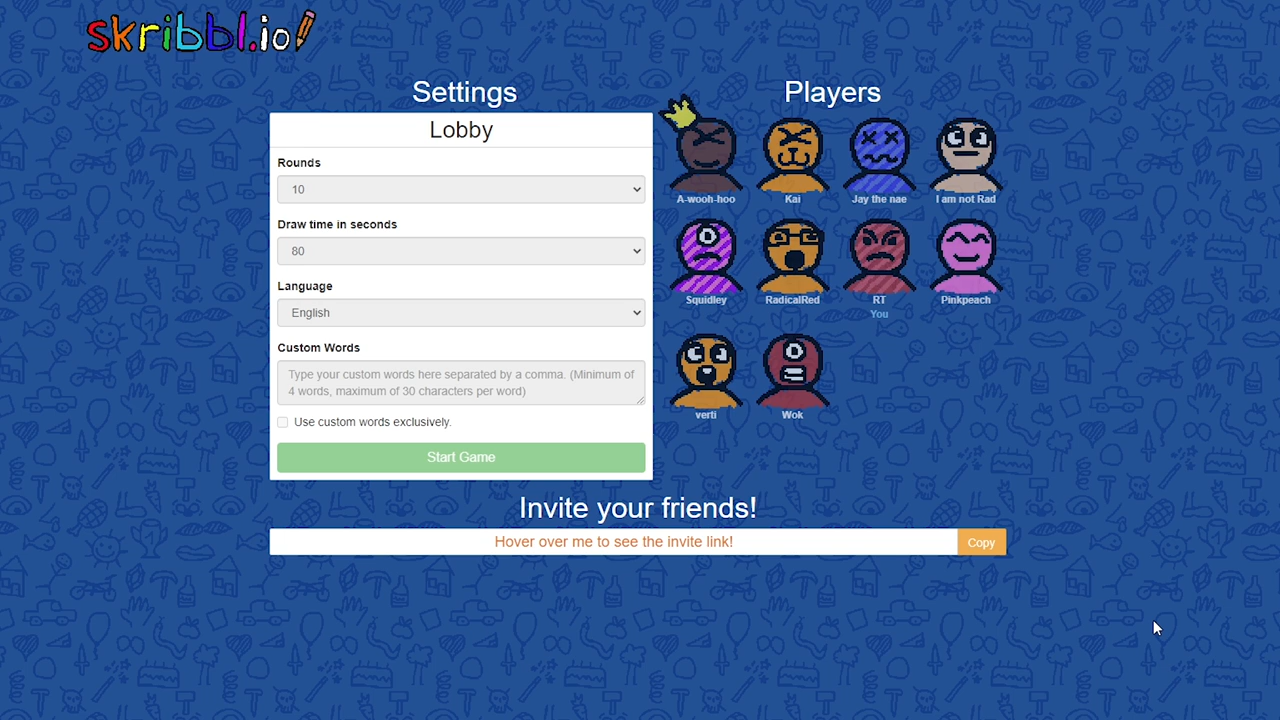 skribbl.io
Settings
Players
Lobby
Rounds
10
Draw time in seconds
80
Language
English
Custom Words
Type your custom words here separated by a comma. (Minimum of
4 words, maximum of 30 characters per word)
Use custom words exclusively.
Start Game
A-wooh-hoo
Kai
Jay the nae
I am not Rad
Squidley
RadicalRed
RT
You
Pinkpeach
verti
Wok
Invite your friends!
Hover over me to see the invite link!
Copy